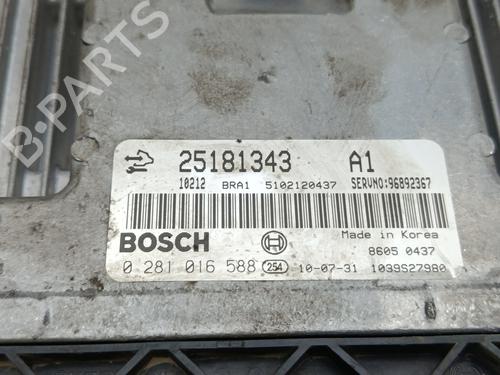 B-PARTS
25181343 A1
10212 BRA1 5102120437 SERVNO:96892367
BOSCH
Made in Korea
8605 0437
0 281 016 588 254 10-07-31 1039S27980